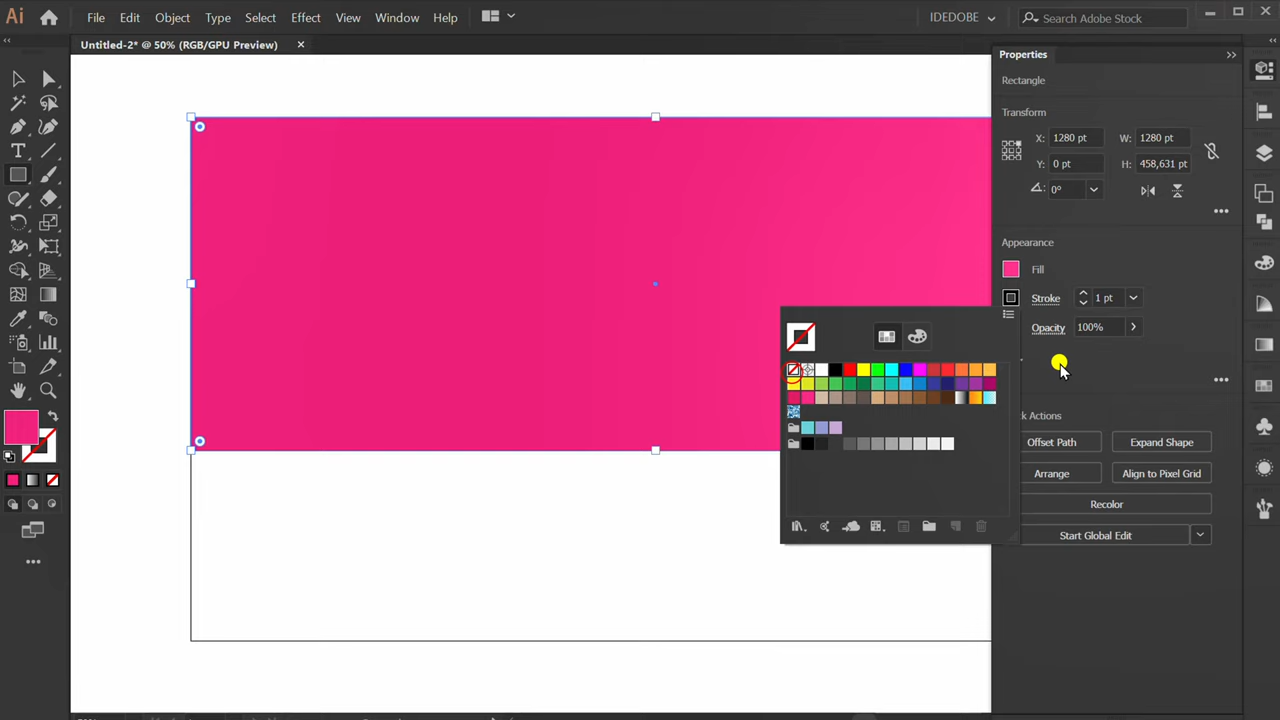 Ai File Edit Object Type Select Effect View Window Help IDEDOBE Search Adobe Stock
Untitled-2* @ 50% (RGB/GPU Preview)
Properties
Rectangle
Transform
X: 1280 pt W: 1280 pt
Y: 0 pt H: 458,631 pt
0°
Appearance
Fill
Stroke 1 pt
Opacity 100%
Actions
Offset Path Expand Shape
Arrange Align to Pixel Grid
Recolor
Start Global Edit